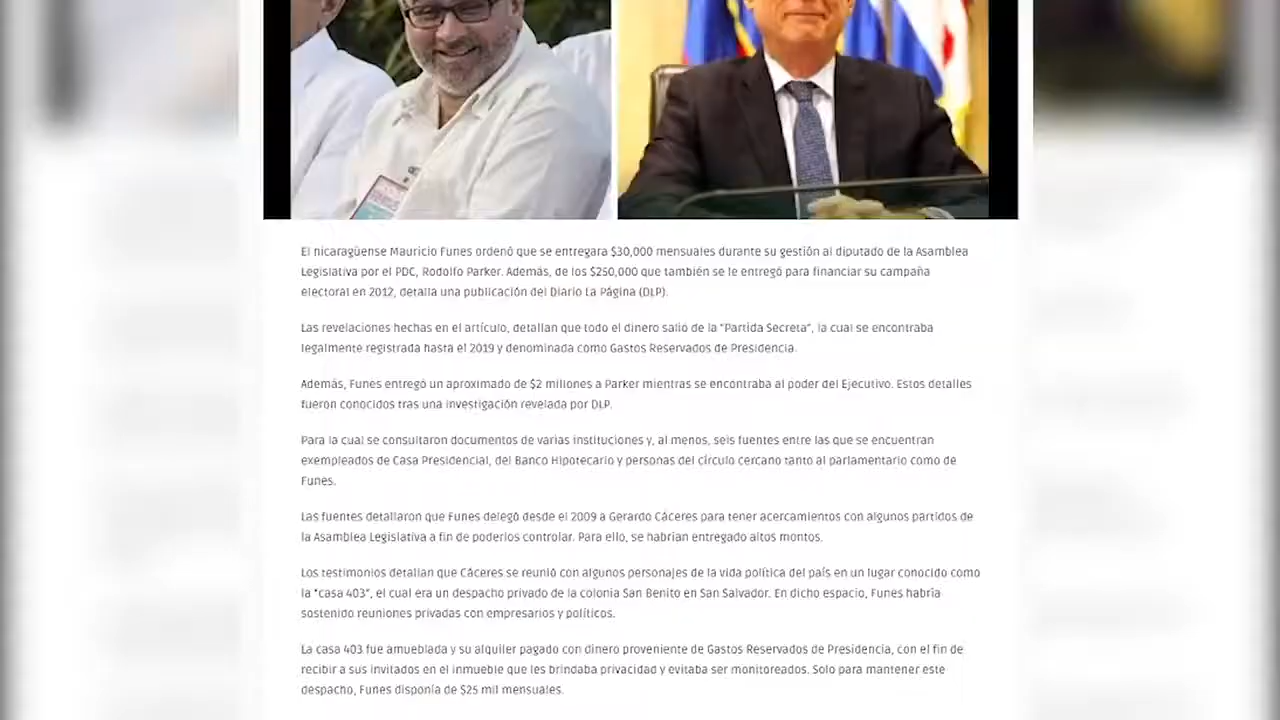 El nicaragüense Mauricio Funes ordenó que se entregara $30,000 mensuales durante su gestión al diputado de la Asamblea
Legislativa por el PDC, Rodolfo Parker. Además, de los $250,000 que también se le entregó para financiar su campaña
electoral en 2012, detalla una publicación del Diario La Página (DLP).
Las revelaciones hechas en el artículo, detallan que todo el dinero salió de la "Partida Secreta", la cual se encontraba
legalmente registrada hasta el 2019 y denominada como Gastos Reservados de Presidencia.
Además, Funes entregó un aproximado de $2 millones a Parker mientras se encontraba al poder del Ejecutivo. Estos detalles
fueron conocidos tras una investigación revelada por DLP.
Para la cual se consultaron documentos de varias instituciones y, al menos, seis fuentes entre las que se encuentran
exempleados de Casa Presidencial, del Banco Hipotecario y personas del círculo cercano tanto al parlamentario como de
Funes.
Las fuentes detallaron que Funes delegó desde el 2009 a Gerardo Cáceres para tener acercamientos con algunos partidos de
la Asamblea Legislativa a fin de poderlos controlar. Para ello, se habrían entregado altos montos.
Los testimonios detallan que Cáceres se reunió con algunos personajes de la vida política del país en un lugar conocido como
la "casa 403", el cual era un despacho privado de la colonia San Benito en San Salvador. En dicho espacio, Funes habría
sostenido reuniones privadas con empresarios y políticos.
La casa 403 fue amueblada y su alquiler pagado con dinero proveniente de Gastos Reservados de Presidencia, con el fin de
recibir a sus invitados en el inmueble que les brindaba privacidad y evitaba ser monitoreados. Solo para mantener este
despacho, Funes disponía de $25 mil mensuales.